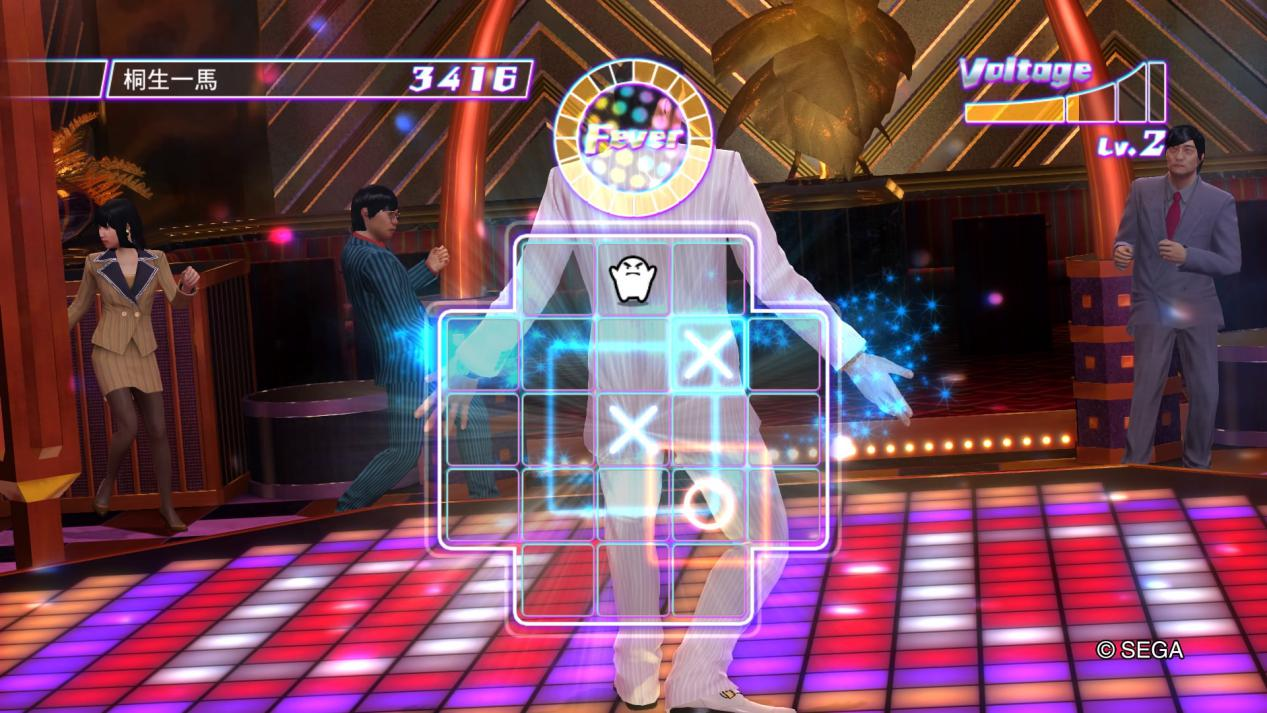 桐生一馬
3416
Fever
Voltage
Lv.2
© SEGA